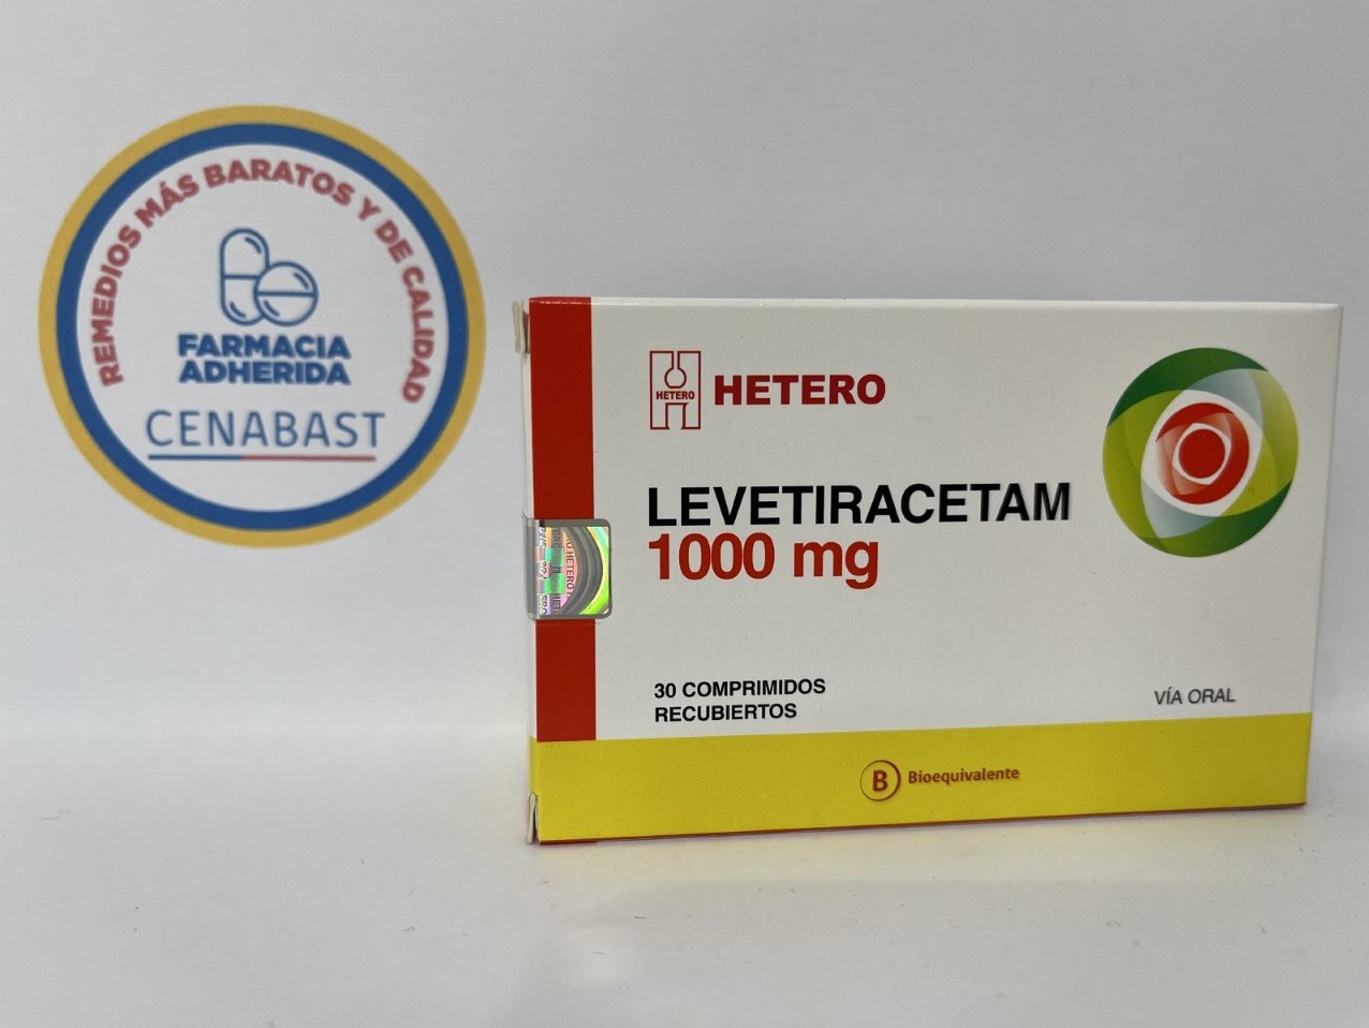 REMEDIOS MÁS BARATOS Y DE CALIDAD
FARMACIA
ADHERIDA
CENABAST
HETERO
HETERO
LEVETIRACETAM
1000 mg
30 COMPRIMIDOS
RECUBIERTOS
VÍA ORAL
B Bioequivalente